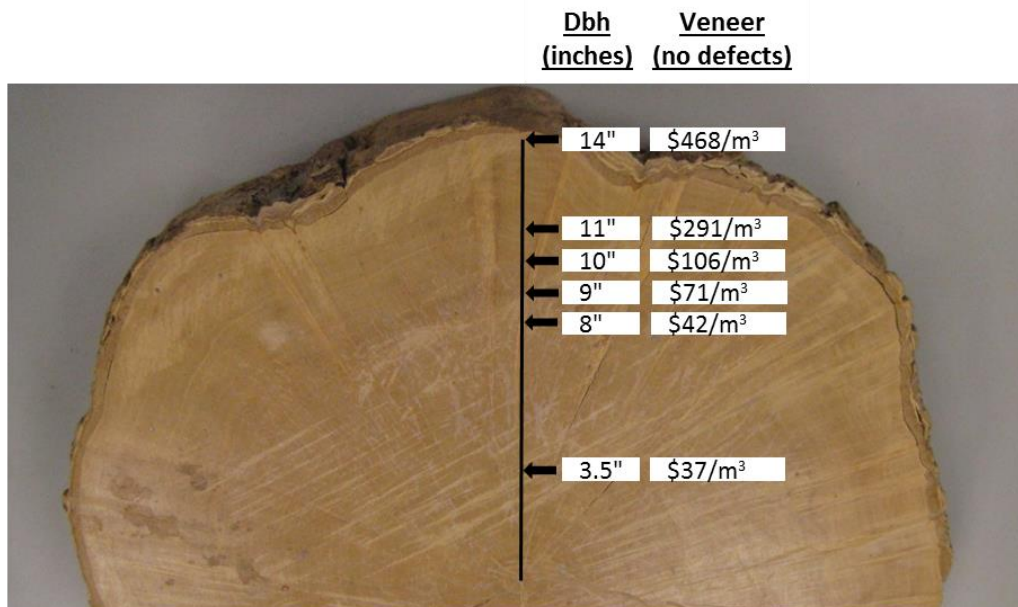 Dbh Veneer
(inches) (no defects)
14" $468/m³
11" $291/m³
10" $106/m³
9" $71/m³
8" $42/m³
3.5" $37/m³